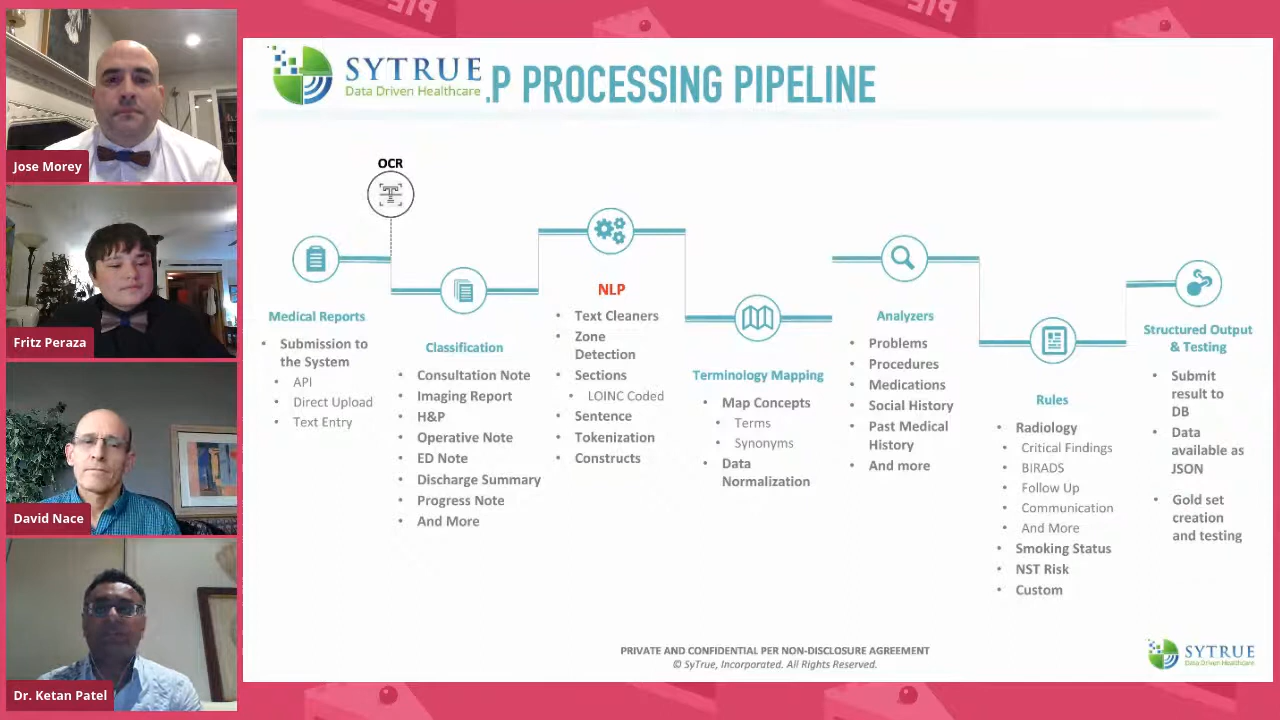 PIE
PIE
Jose Morey
Fritz Peraza
David Nace
Dr. Ketan Patel
SYTRUE
Data Driven Healthcare
.P PROCESSING PIPELINE
OCR
T
Medical Reports
• Submission to
the System
• API
• Direct Upload
• Text Entry
Classification
• Consultation Note
• Imaging Report
• H&P
• Operative Note
• ED Note
• Discharge Summary
• Progress Note
• And More
NLP
• Text Cleaners
• Zone
Detection
• Sections
• LOINC Coded
• Sentence
• Tokenization
• Constructs
Terminology Mapping
• Map Concepts
• Terms
• Synonyms
• Data
Normalization
Analyzers
• Problems
• Procedures
• Medications
• Social History
• Past Medical
History
• And more
Rules
• Radiology
• Critical Findings
• BIRADS
• Follow Up
• Communication
• And More
• Smoking Status
• NST Risk
• Custom
Structured Output
& Testing
• Submit
result to
DB
• Data
available as
JSON
• Gold set
creation
and testing
PRIVATE AND CONFIDENTIAL PER NON-DISCLOSURE AGREEMENT
© SyTrue, Incorporated. All Rights Reserved.
SYTRUE
Data Driven Healthcare